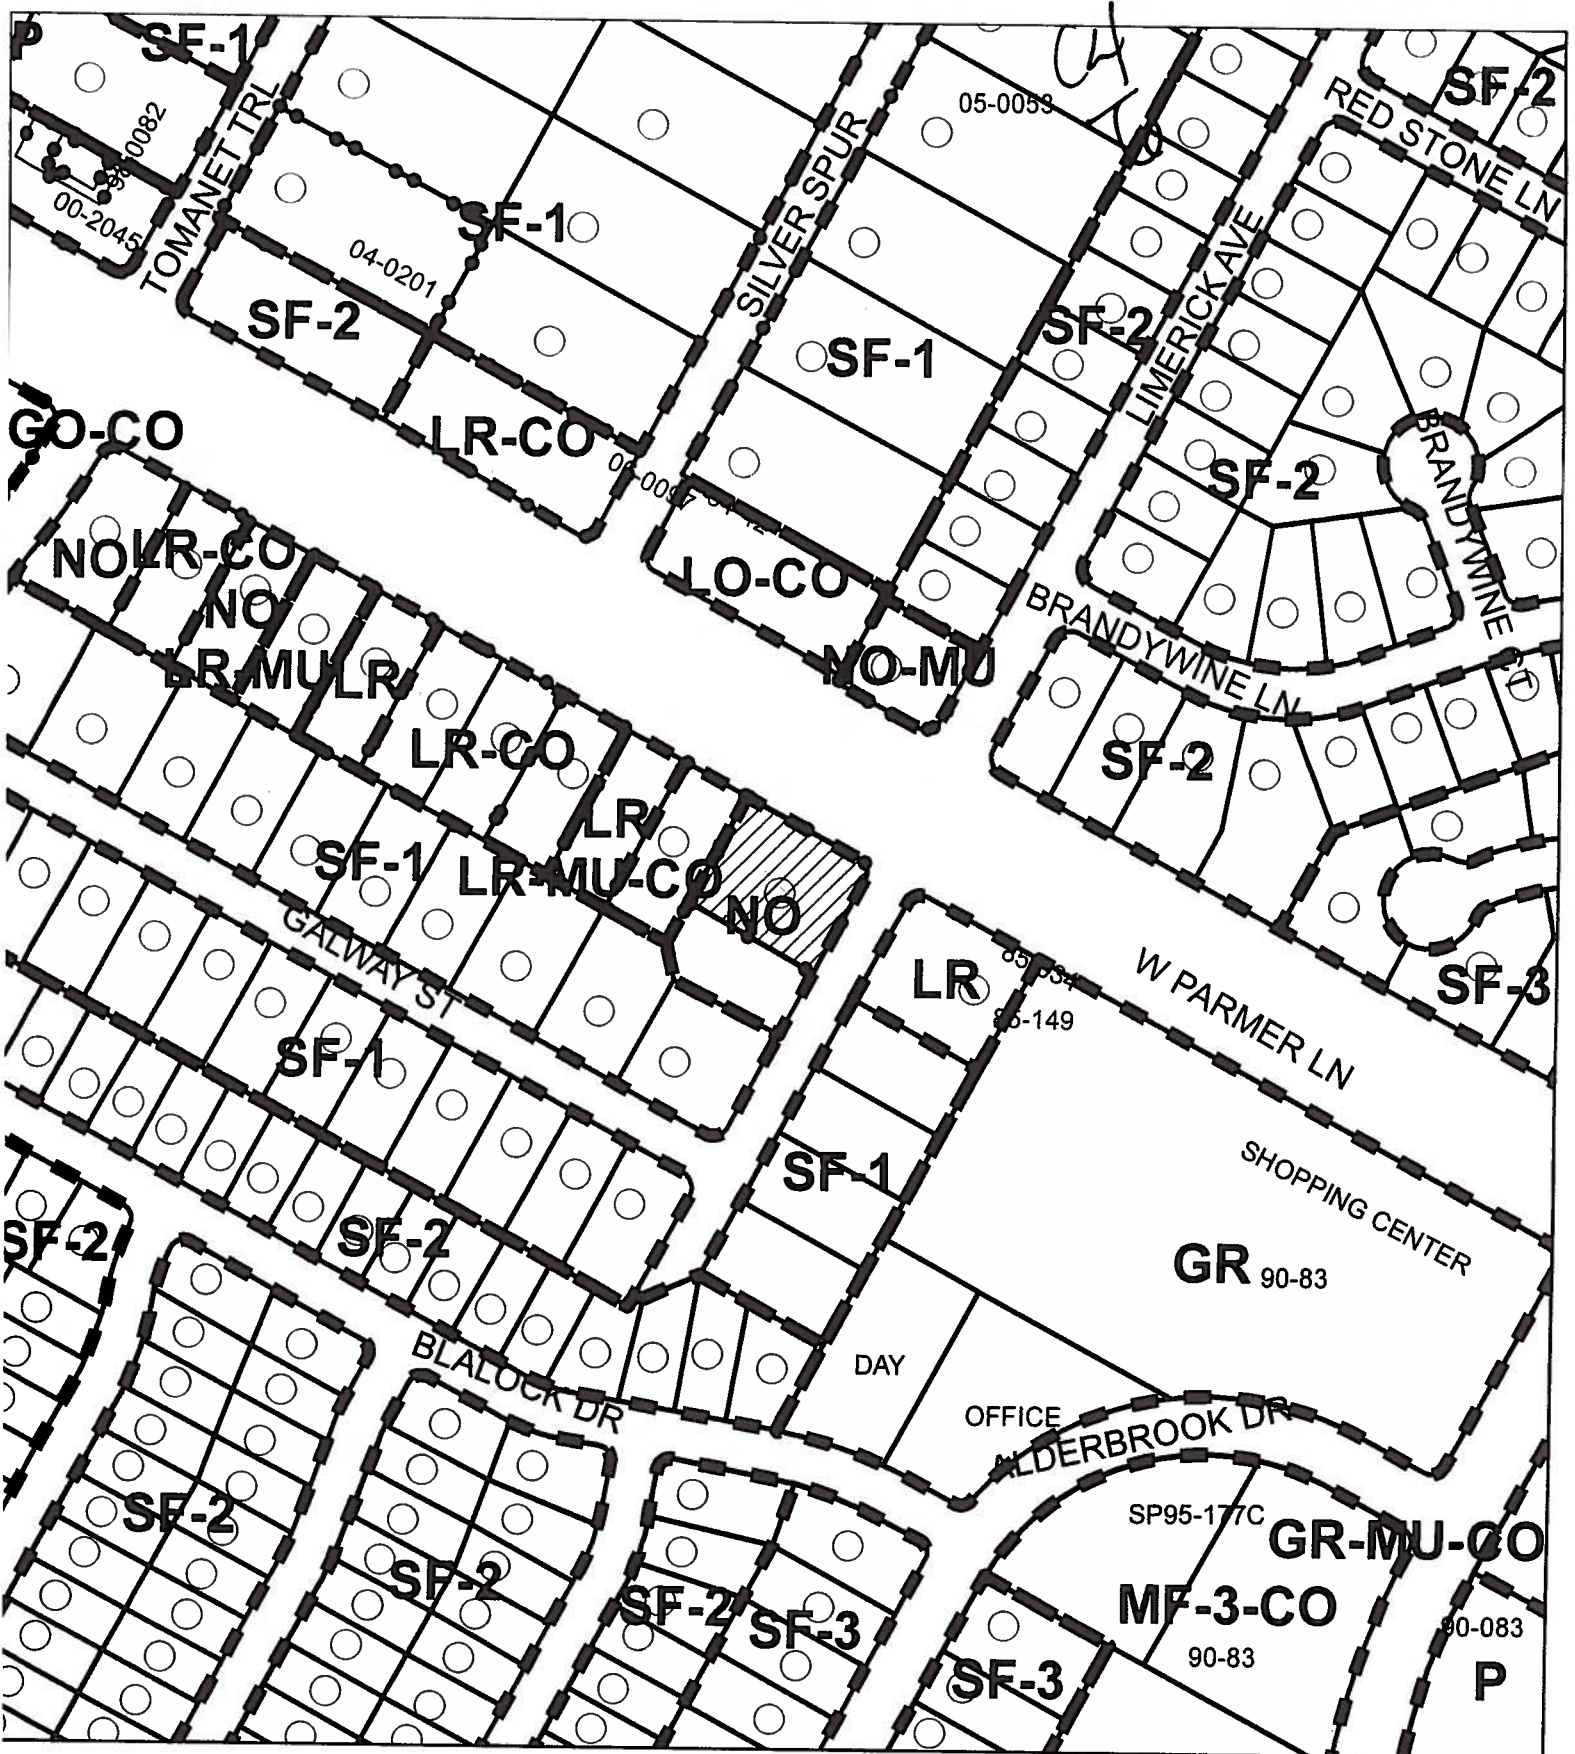 P
SF-1
SF-2
RED STONE LN
05-0053
TOMANET TRL
00-2045
SILVER SPUR
SF-1
04-0201
SF-2
LIMERICK AVE
SF-2
SF-1
GO-CO
LR-CO
BRANDYWINE CT
SF-2
NO
LR-CO
LO-CO
NO
BRANDYWINE LN
LR-MU
LR
NO-MU
LR-CO
SF-2
LR
SF-1
LR-MU-CO
NO
GALWAY ST
LR
W PARMER LN
SF-3
85-149
SF-1
SF-1
SHOPPING CENTER
SF-2
SF-2
GR 90-83
BLALOCK DR
DAY
OFFICE
ALDERBROOK DR
SF-2
SP95-177C
GR-MU-CO
SF-2
SF-2
SF-3
MF-3-CO
90-83
90-083
SF-3
P